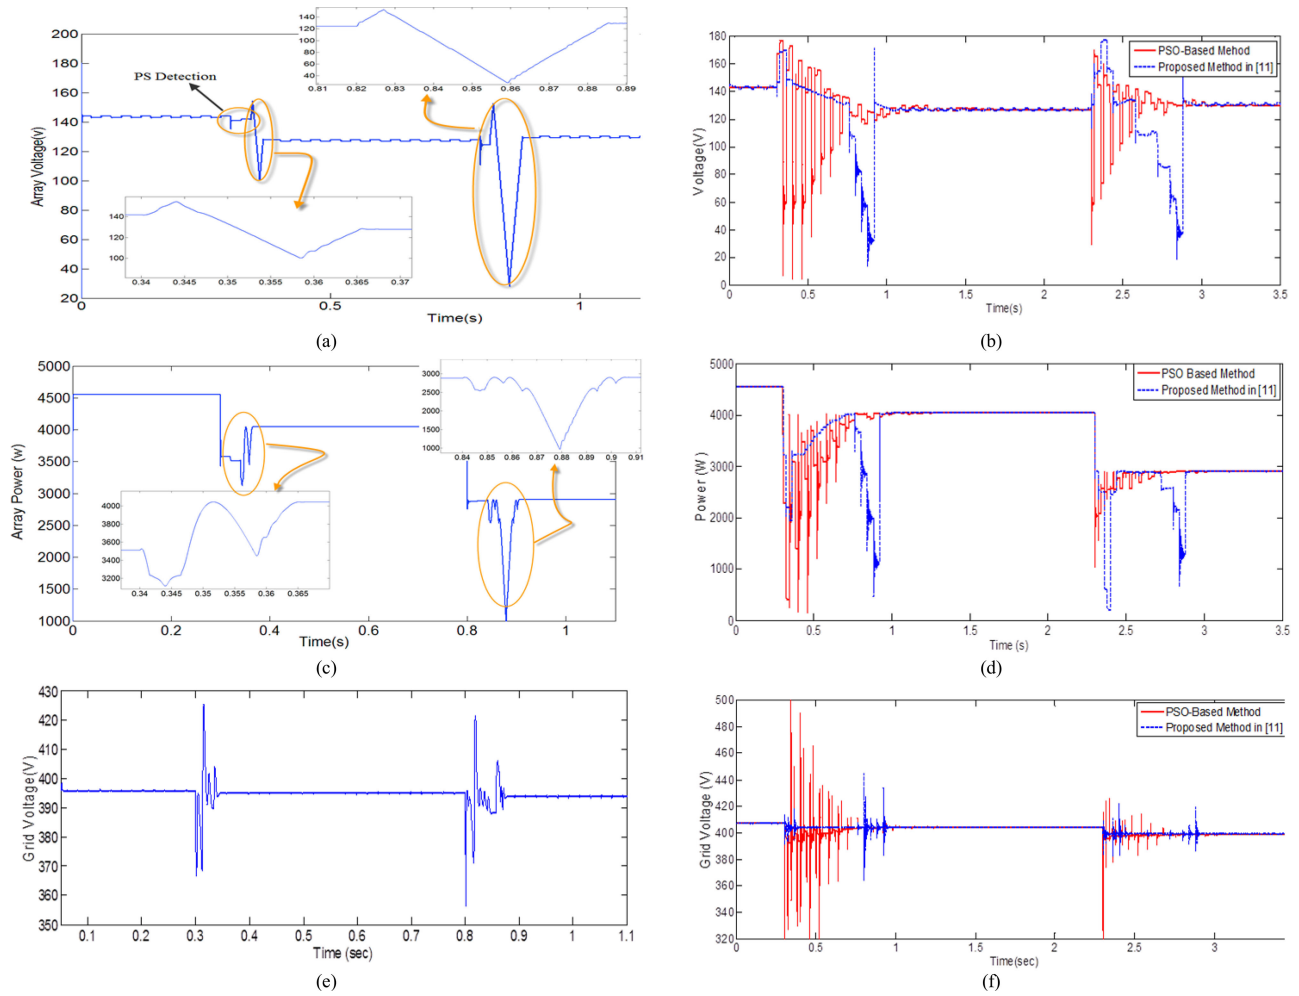 200
180
160
140
120
100
80
60
40
20
Array Voltage(v)
PS Detection
140
120
100
80
60
40
0.81 0.82 0.83 0.84 0.85 0.86 0.87 0.88 0.89
140
120
100
0.34 0.345 0.35 0.355 0.36 0.365 0.37
0 0.5 1
Time(s)
(a)
180
160
140
120
100
80
60
40
20
0
Voltage(V)
PSO-Based Mehod
Proposed Method in [11]
0 0.5 1 1.5 2 2.5 3 3.5
Time(s)
(b)
5000
4500
4000
3500
3000
2500
2000
1500
1000
Array Power (w)
3000
2500
2000
1500
1000
0.84 0.85 0.86 0.87 0.88 0.89 0.9 0.91
4000
3800
3600
3400
3200
0.34 0.345 0.35 0.355 0.36 0.365
0 0.2 0.4 0.6 0.8 1
Time(s)
(c)
5000
4000
3000
2000
1000
0
Power (W)
PSO Based Method
Proposed Method in [11]
0 0.5 1 1.5 2 2.5 3 3.5
Time (s)
(d)
430
420
410
400
390
380
370
360
350
Grid Voltage(V)
0.1 0.2 0.3 0.4 0.5 0.6 0.7 0.8 0.9 1.0 1.1
Time (sec)
(e)
500
480
460
440
420
400
380
360
340
320
Grid Voltage (V)
PSO-Based Method
Proposed Method in [11]
0 0.5 1 1.5 2 2.5 3
Time(sec)
(f)